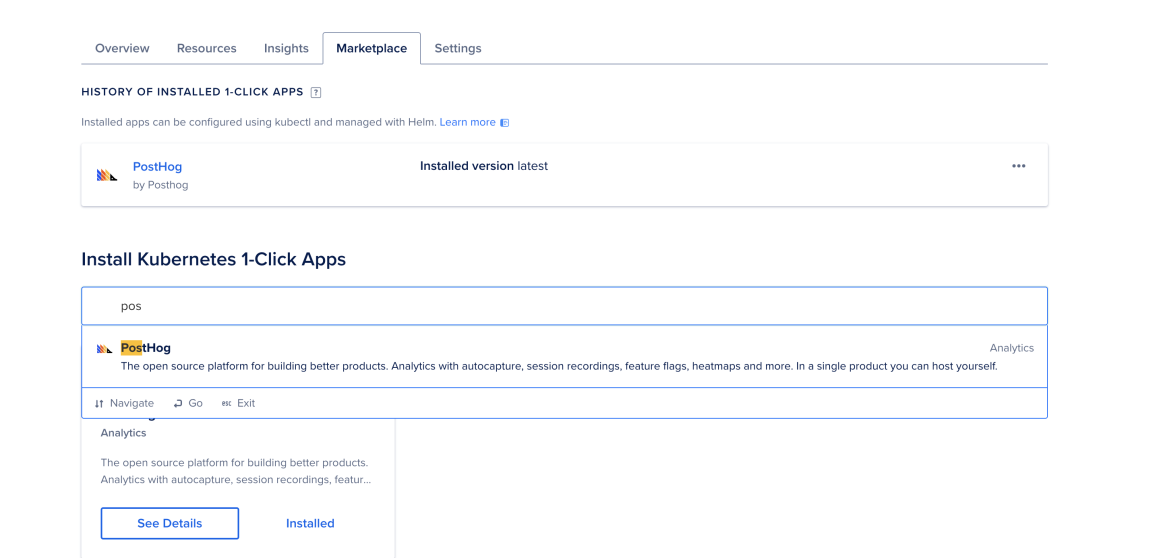 Overview Resources Insights Marketplace Settings
HISTORY OF INSTALLED 1-CLICK APPS ?
Installed apps can be configured using kubectl and managed with Helm. Learn more
PostHog
by Posthog
Installed version latest
Install Kubernetes 1-Click Apps
pos
PostHog
Analytics
The open source platform for building better products. Analytics with autocapture, session recordings, feature flags, heatmaps and more. In a single product you can host yourself.
Navigate Go esc Exit
Analytics
The open source platform for building better products.
Analytics with autocapture, session recordings, featur...
See Details Installed